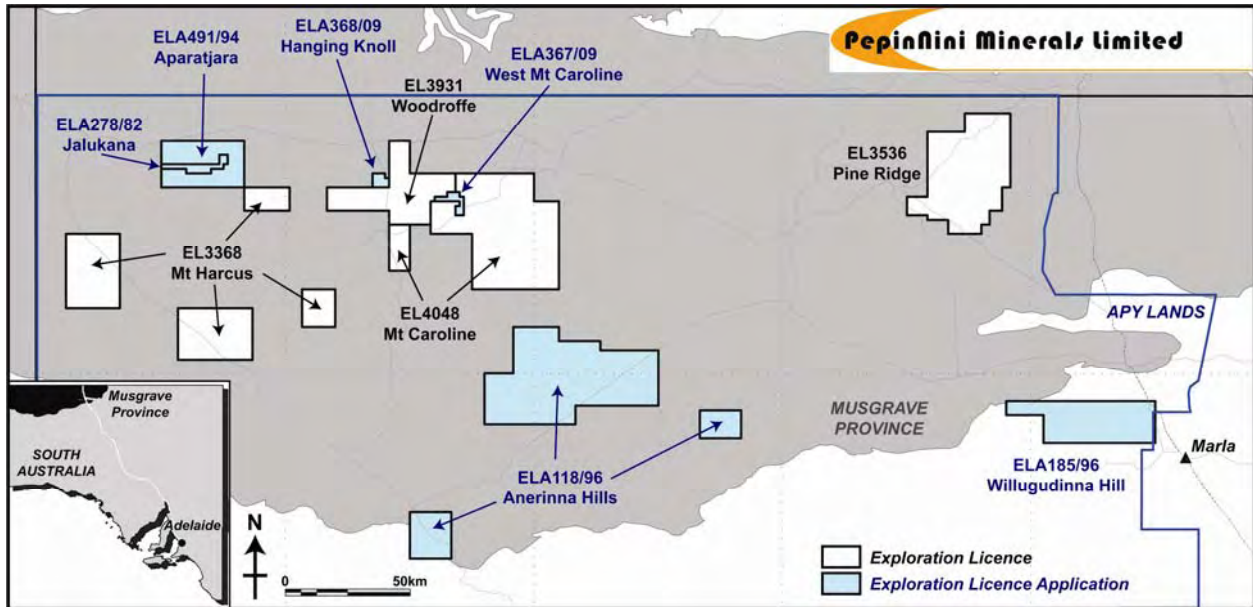 PepinNini Minerals Limited
ELA491/94
Aparatjara
ELA368/09
Hanging Knoll
ELA367/09
West Mt Caroline
EL3931
Woodroffe
ELA278/82
Jalukana
EL3536
Pine Ridge
EL3368
Mt Harcus
EL4048
Mt Caroline
APY LANDS
MUSGRAVE
PROVINCE
Marla
ELA185/96
Willugudinna Hill
ELA118/96
Anerinna Hills
Musgrave
Province
SOUTH
AUSTRALIA
Adelaide
N
0 50km
Exploration Licence
Exploration Licence Application